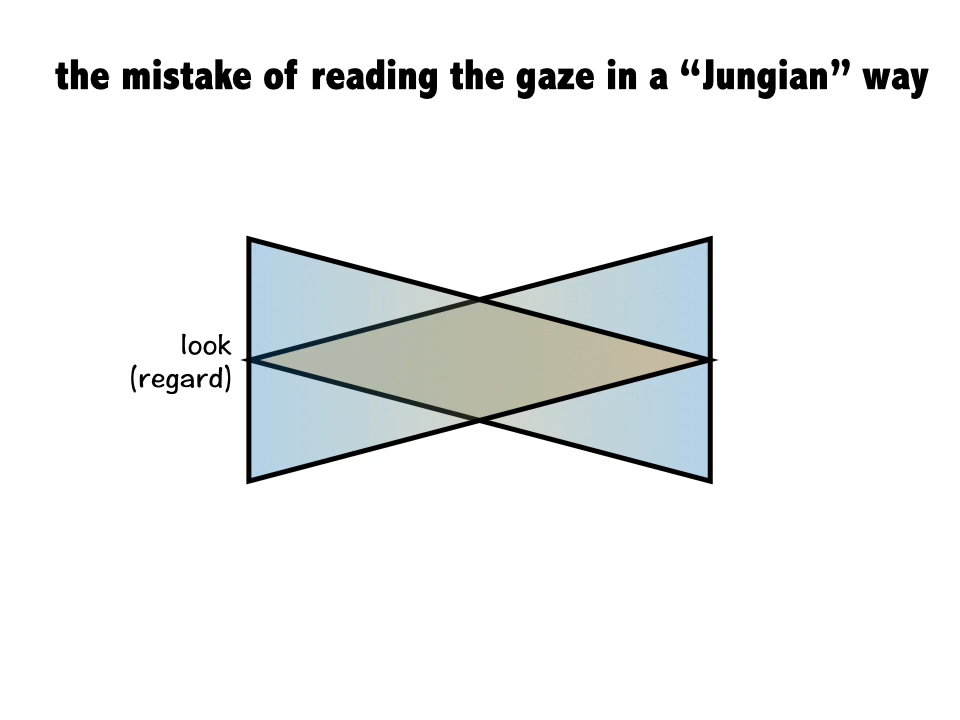 the mistake of reading the gaze in a “Jungian” way
look
(regard)